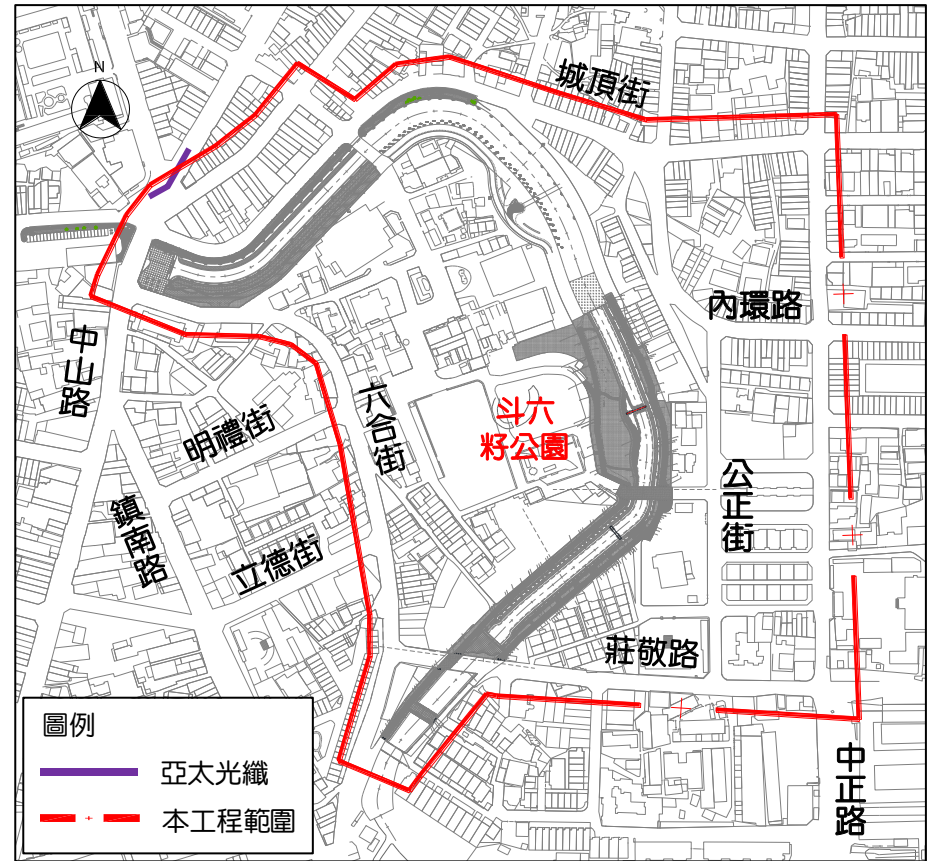 N
城頂街
內環路
中山路
六合街
斗六
籽公園
明禮街
公正街
鎮南路
立德街
莊敬路
中正路
圖例
亞太光纖
本工程範圍